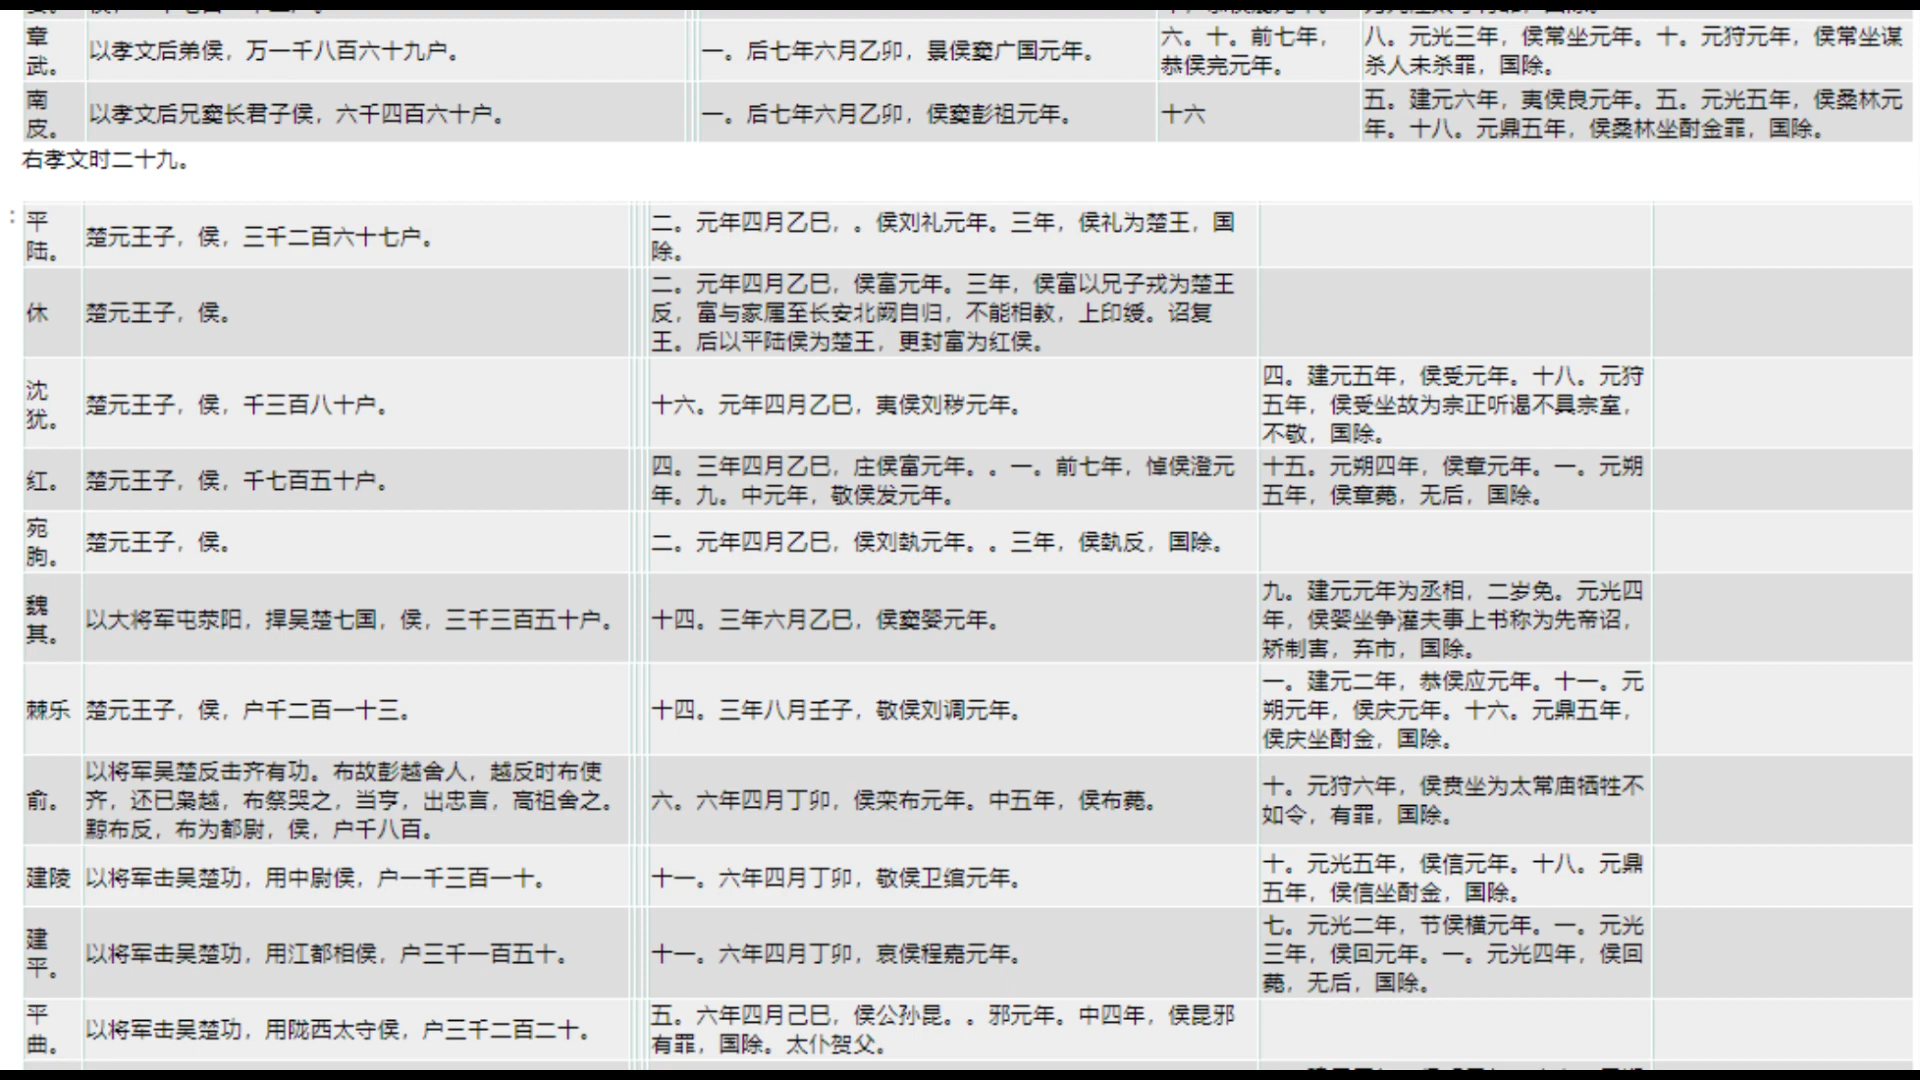 章武。
以孝文后弟侯，万一千八百六十九户。
一。后七年六月乙卯，景侯窦广国元年。
六。十。前七年，
恭侯完元年。
八。元光三年，侯常坐元年。十。元狩元年，侯常坐谋
杀人未杀罪，国除。
南皮。
以孝文后兄窦长君子侯，六千四百六十户。
一。后七年六月乙卯，侯窦彭祖元年。
十六
五。建元六年，夷侯良元年。五。元光五年，侯桑林元
年。十八。元鼎五年，侯桑林坐酎金罪，国除。
右孝文时二十九。
平陆。
楚元王子，侯，三千二百六十七户。
二。元年四月乙巳，。侯刘礼元年。三年，侯礼为楚王，国
除。
休
楚元王子，侯。
二。元年四月乙巳，侯富元年。三年，侯富以兄子戎为楚王
反，富与家属至长安北阙自归，不能相教，上印绶。诏复
王。后以平陆侯为楚王，更封富为红侯。
沈犹。
楚元王子，侯，千三百八十户。
十六。元年四月乙巳，夷侯刘秽元年。
四。建元五年，侯受元年。十八。元狩
五年，侯受坐故为宗正听谒不具宗室，
不敬，国除。
红。
楚元王子，侯，千七百五十户。
四。三年四月乙巳，庄侯富元年。。一。前七年，悼侯澄元
年。九。中元年，敬侯发元年。
十五。元朔四年，侯章元年。一。元朔
五年，侯章薨，无后，国除。
宛朐。
楚元王子，侯。
二。元年四月乙巳，侯刘埶元年。。三年，侯埶反，国除。
魏其。
以大将军屯荥阳，捍吴楚七国，侯，三千三百五十户。
十四。三年六月乙巳，侯窦婴元年。
九。建元元年为丞相，二岁免。元光四
年，侯婴坐争灌夫事上书称为先帝诏，
矫制害，弃市，国除。
棘乐
楚元王子，侯，户千二百一十三。
十四。三年八月壬子，敬侯刘调元年。
一。建元二年，恭侯应元年。十一。元
朔元年，侯庆元年。十六。元鼎五年，
侯庆坐酎金，国除。
俞。
以将军吴楚反击齐有功。布故彭越舍人，越反时布使
齐，还已枭越，布祭哭之，当亨，出忠言，高祖舍之。
黥布反，布为都尉，侯，户千八百。
六。六年四月丁卯，侯栾布元年。中五年，侯布薨。
十。元狩六年，侯贲坐为太常庙牺牲不
如令，有罪，国除。
建陵
以将军击吴楚功，用中尉侯，户一千三百一十。
十一。六年四月丁卯，敬侯卫绾元年。
十。元光五年，侯信元年。十八。元鼎
五年，侯信坐酎金，国除。
建平。
以将军击吴楚功，用江都相侯，户三千一百五十。
十一。六年四月丁卯，哀侯程嘉元年。
七。元光二年，节侯横元年。一。元光
三年，侯回元年。一。元光四年，侯回
薨，无后，国除。
平曲。
以将军击吴楚功，用陇西太守侯，户三千二百二十。
五。六年四月己巳，侯公孙昆。。邪元年。中四年，侯昆邪
有罪，国除。太仆贺父。